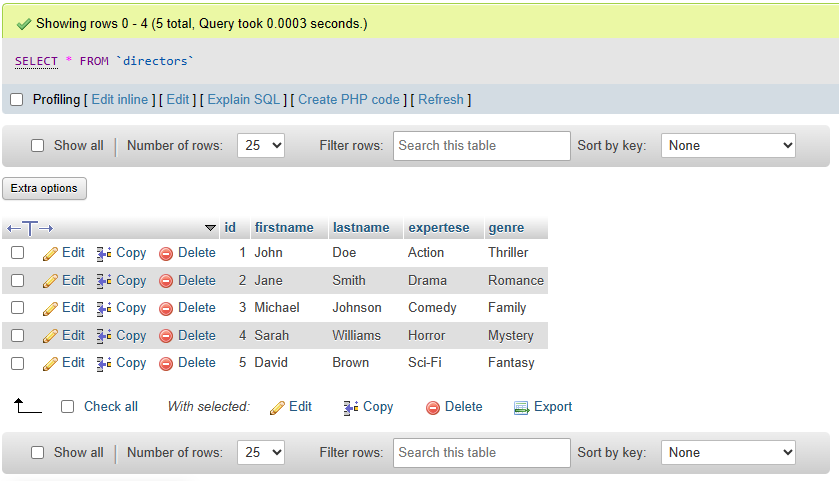 Showing rows 0 - 4 (5 total, Query took 0.0003 seconds.)
SELECT * FROM `directors`
Profiling [ Edit inline ] [ Edit ] [ Explain SQL ] [ Create PHP code ] [ Refresh ]
Show all Number of rows: 25 Filter rows: Search this table Sort by key: None
Extra options
id firstname lastname expertese genre
Edit Copy Delete 1 John Doe Action Thriller
Edit Copy Delete 2 Jane Smith Drama Romance
Edit Copy Delete 3 Michael Johnson Comedy Family
Edit Copy Delete 4 Sarah Williams Horror Mystery
Edit Copy Delete 5 David Brown Sci-Fi Fantasy
Check all With selected: Edit Copy Delete Export
Show all Number of rows: 25 Filter rows: Search this table Sort by key: None